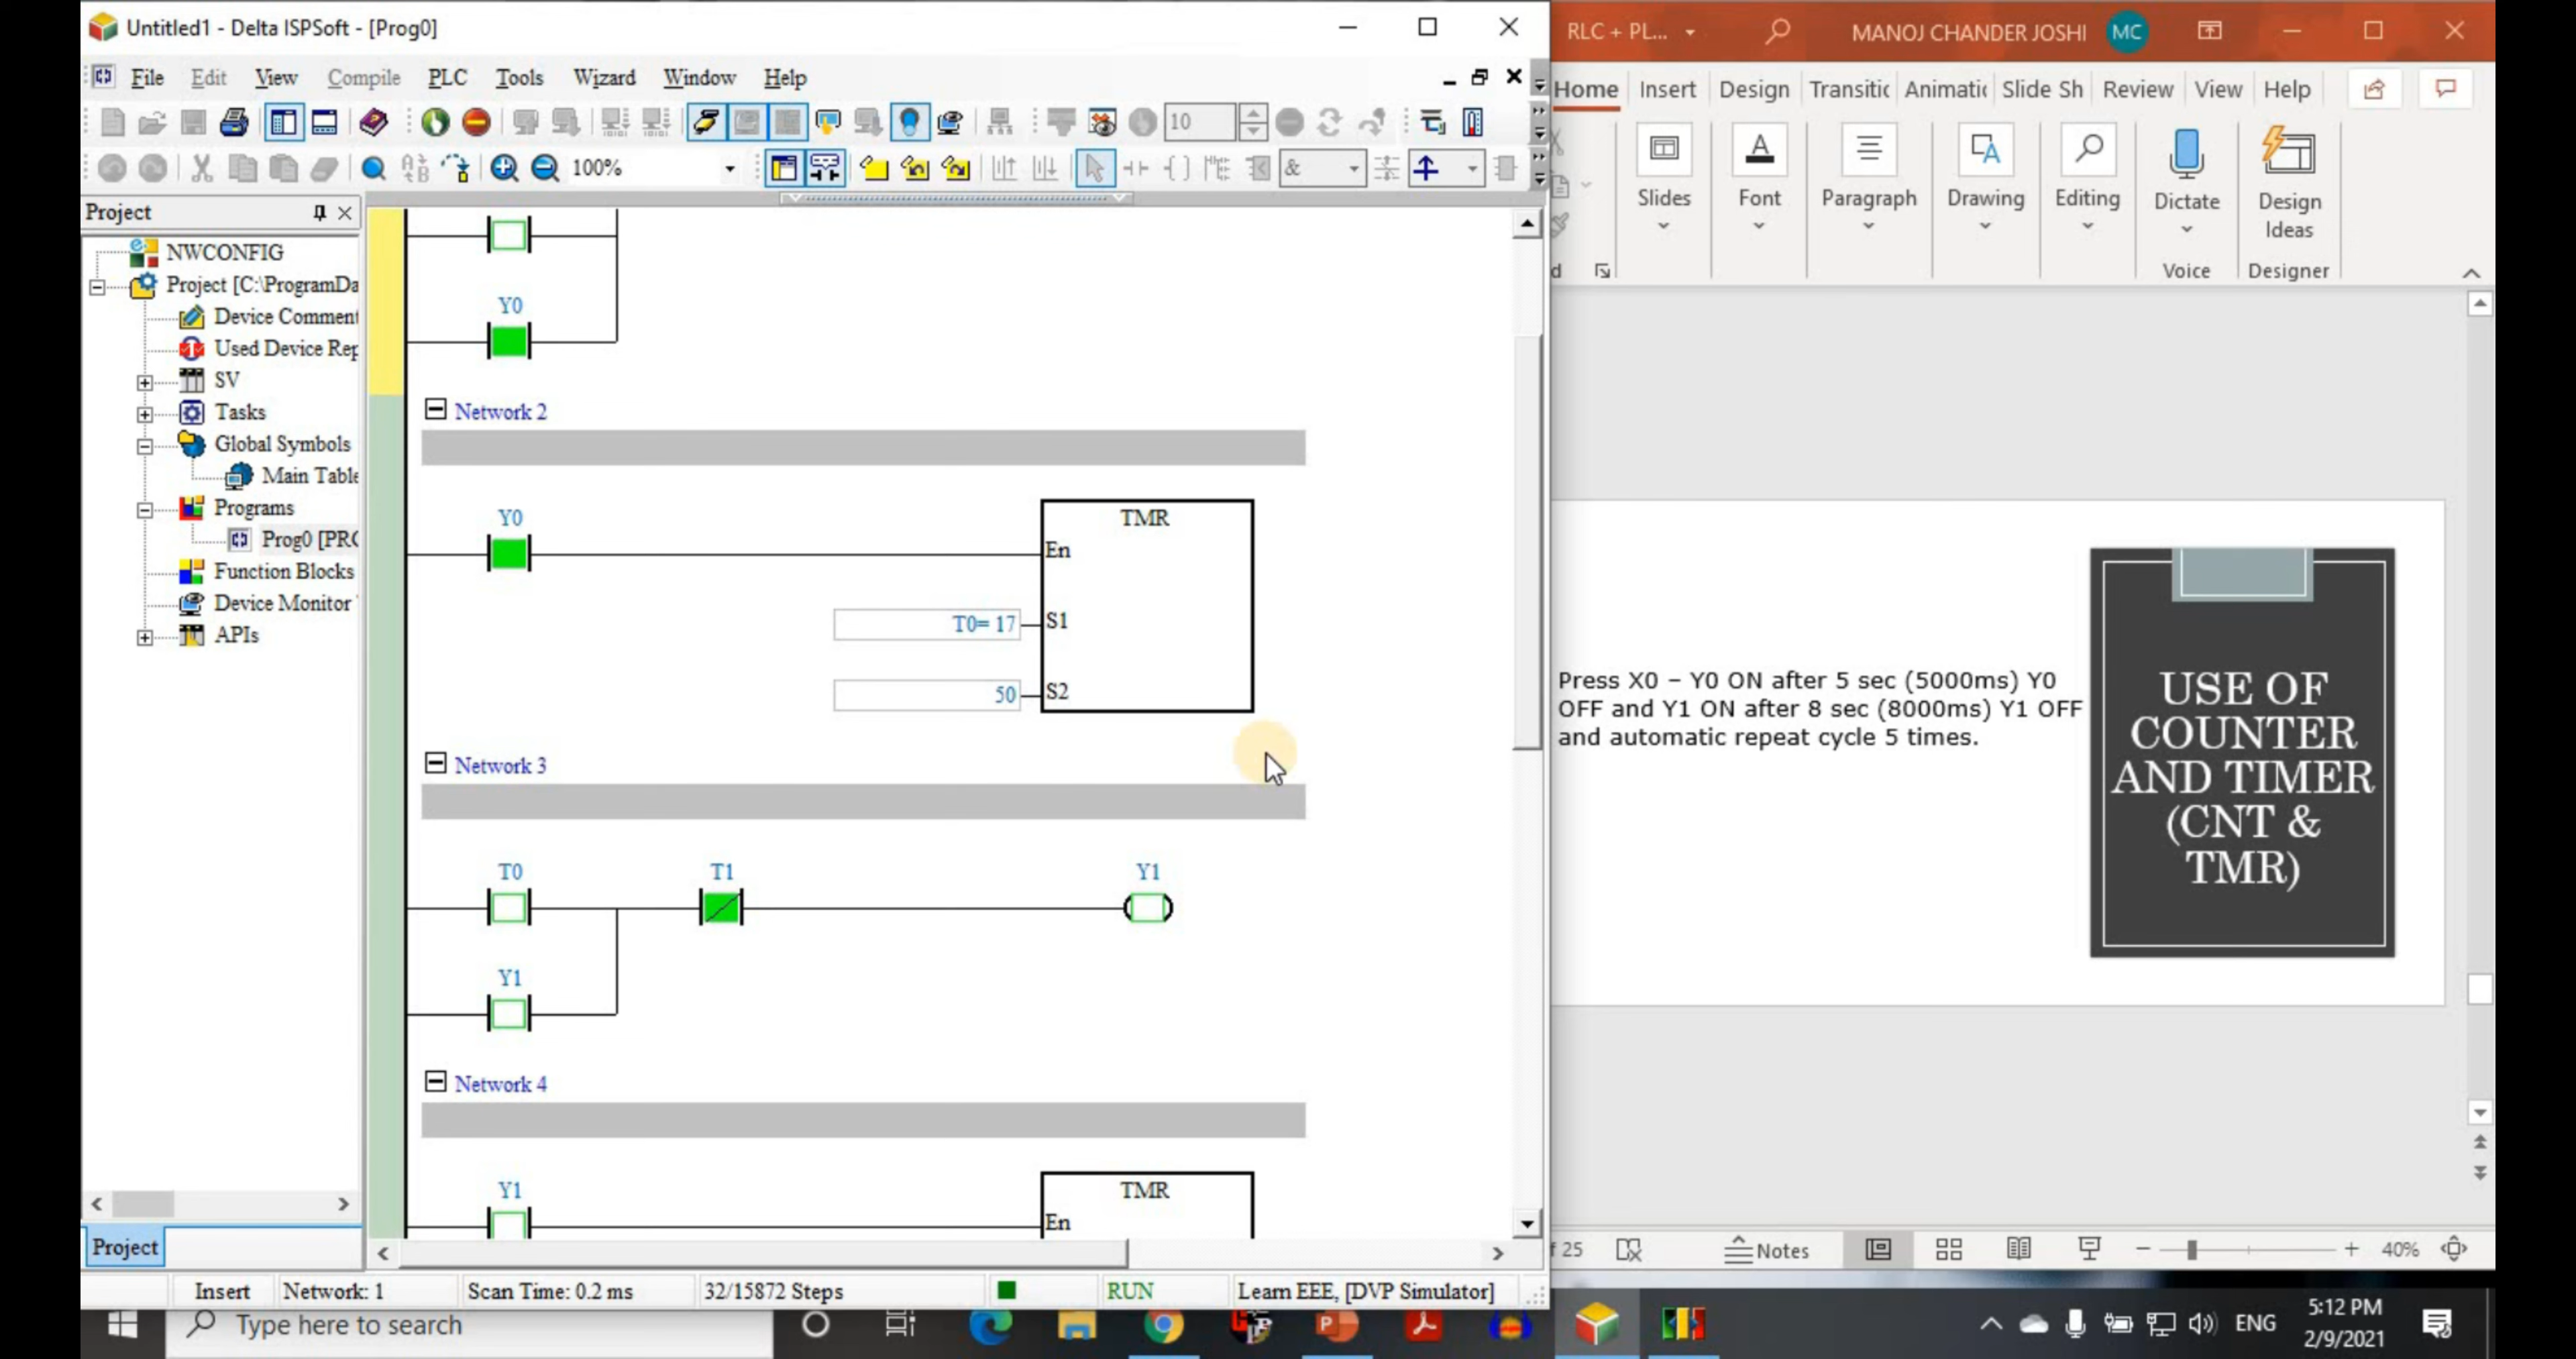 Untitled1 - Delta ISPSoft - [Prog0]
File Edit View Compile PLC Tools Wizard Window Help
10
100%
&
Project
NWCONFIG
Project [C:\ProgramDa
Device Comment
Used Device Rep
SV
Tasks
Global Symbols
Main Table
Programs
Prog0 [PRG
Function Blocks
Device Monitor
APIs
Project
Y0
Network 2
Y0
TMR
En
T0= 17
S1
50
S2
Network 3
T0
T1
Y1
Y1
Network 4
Y1
TMR
En
Insert
Network: 1
Scan Time: 0.2 ms
32/15872 Steps
RUN
Learn EEE, [DVP Simulator]
RLC + PL...
MANOJ CHANDER JOSHI
MC
Home Insert Design Transitic Animatic Slide Sh Review View Help
Slides
Font
Paragraph
Drawing
Editing
Dictate
Design
Ideas
d
Voice
Designer
Press X0 – Y0 ON after 5 sec (5000ms) Y0
OFF and Y1 ON after 8 sec (8000ms) Y1 OFF
and automatic repeat cycle 5 times.
USE OF
COUNTER
AND TIMER
(CNT &
TMR)
f 25
Notes
40%
Type here to search
ENG
5:12 PM
2/9/2021